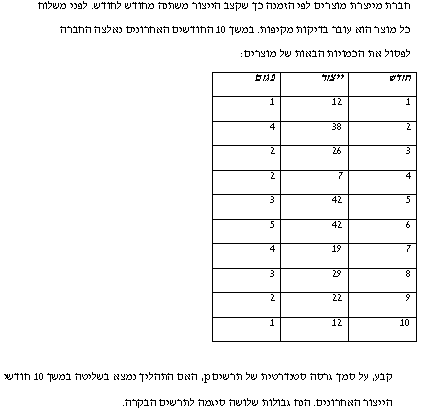 חברת מייצרת מוצרים לפי הזמנה כך שקצב הייצור משתנה מחודש לחודש. לפני משלוח
כל מוצר הוא עובר בדיקות מקיפות. במשך 10 החודשים האחרונים נאלצה החברה
לפסול את הכמויות הבאות של מוצרים:
חודש ייצור פגום
1 12 1
2 38 4
3 26 2
4 7 2
5 42 3
6 42 5
7 19 4
8 29 3
9 22 2
10 12 1
קבע, על סמך גרסה סטנדרטית של תרשים p, האם התהליך נמצא בשליטה במשך 10 חודשי
הייצור האחרונים. הנח גבולות שלושה סיגמה לתרשים הבקרה.